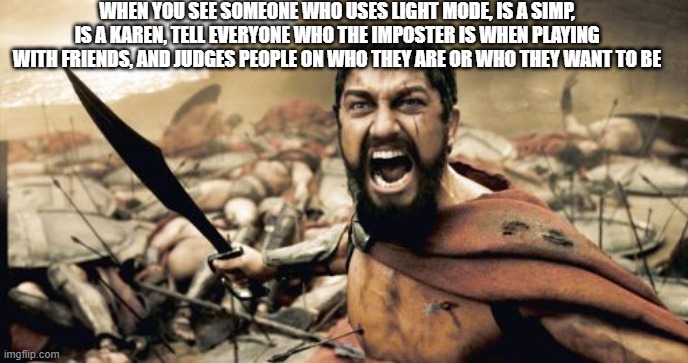 WHEN YOU SEE SOMEONE WHO USES LIGHT MODE, IS A SIMP,
IS A KAREN, TELL EVERYONE WHO THE IMPOSTER IS WHEN PLAYING
WITH FRIENDS, AND JUDGES PEOPLE ON WHO THEY ARE OR WHO THEY WANT TO BE
imgflip.com